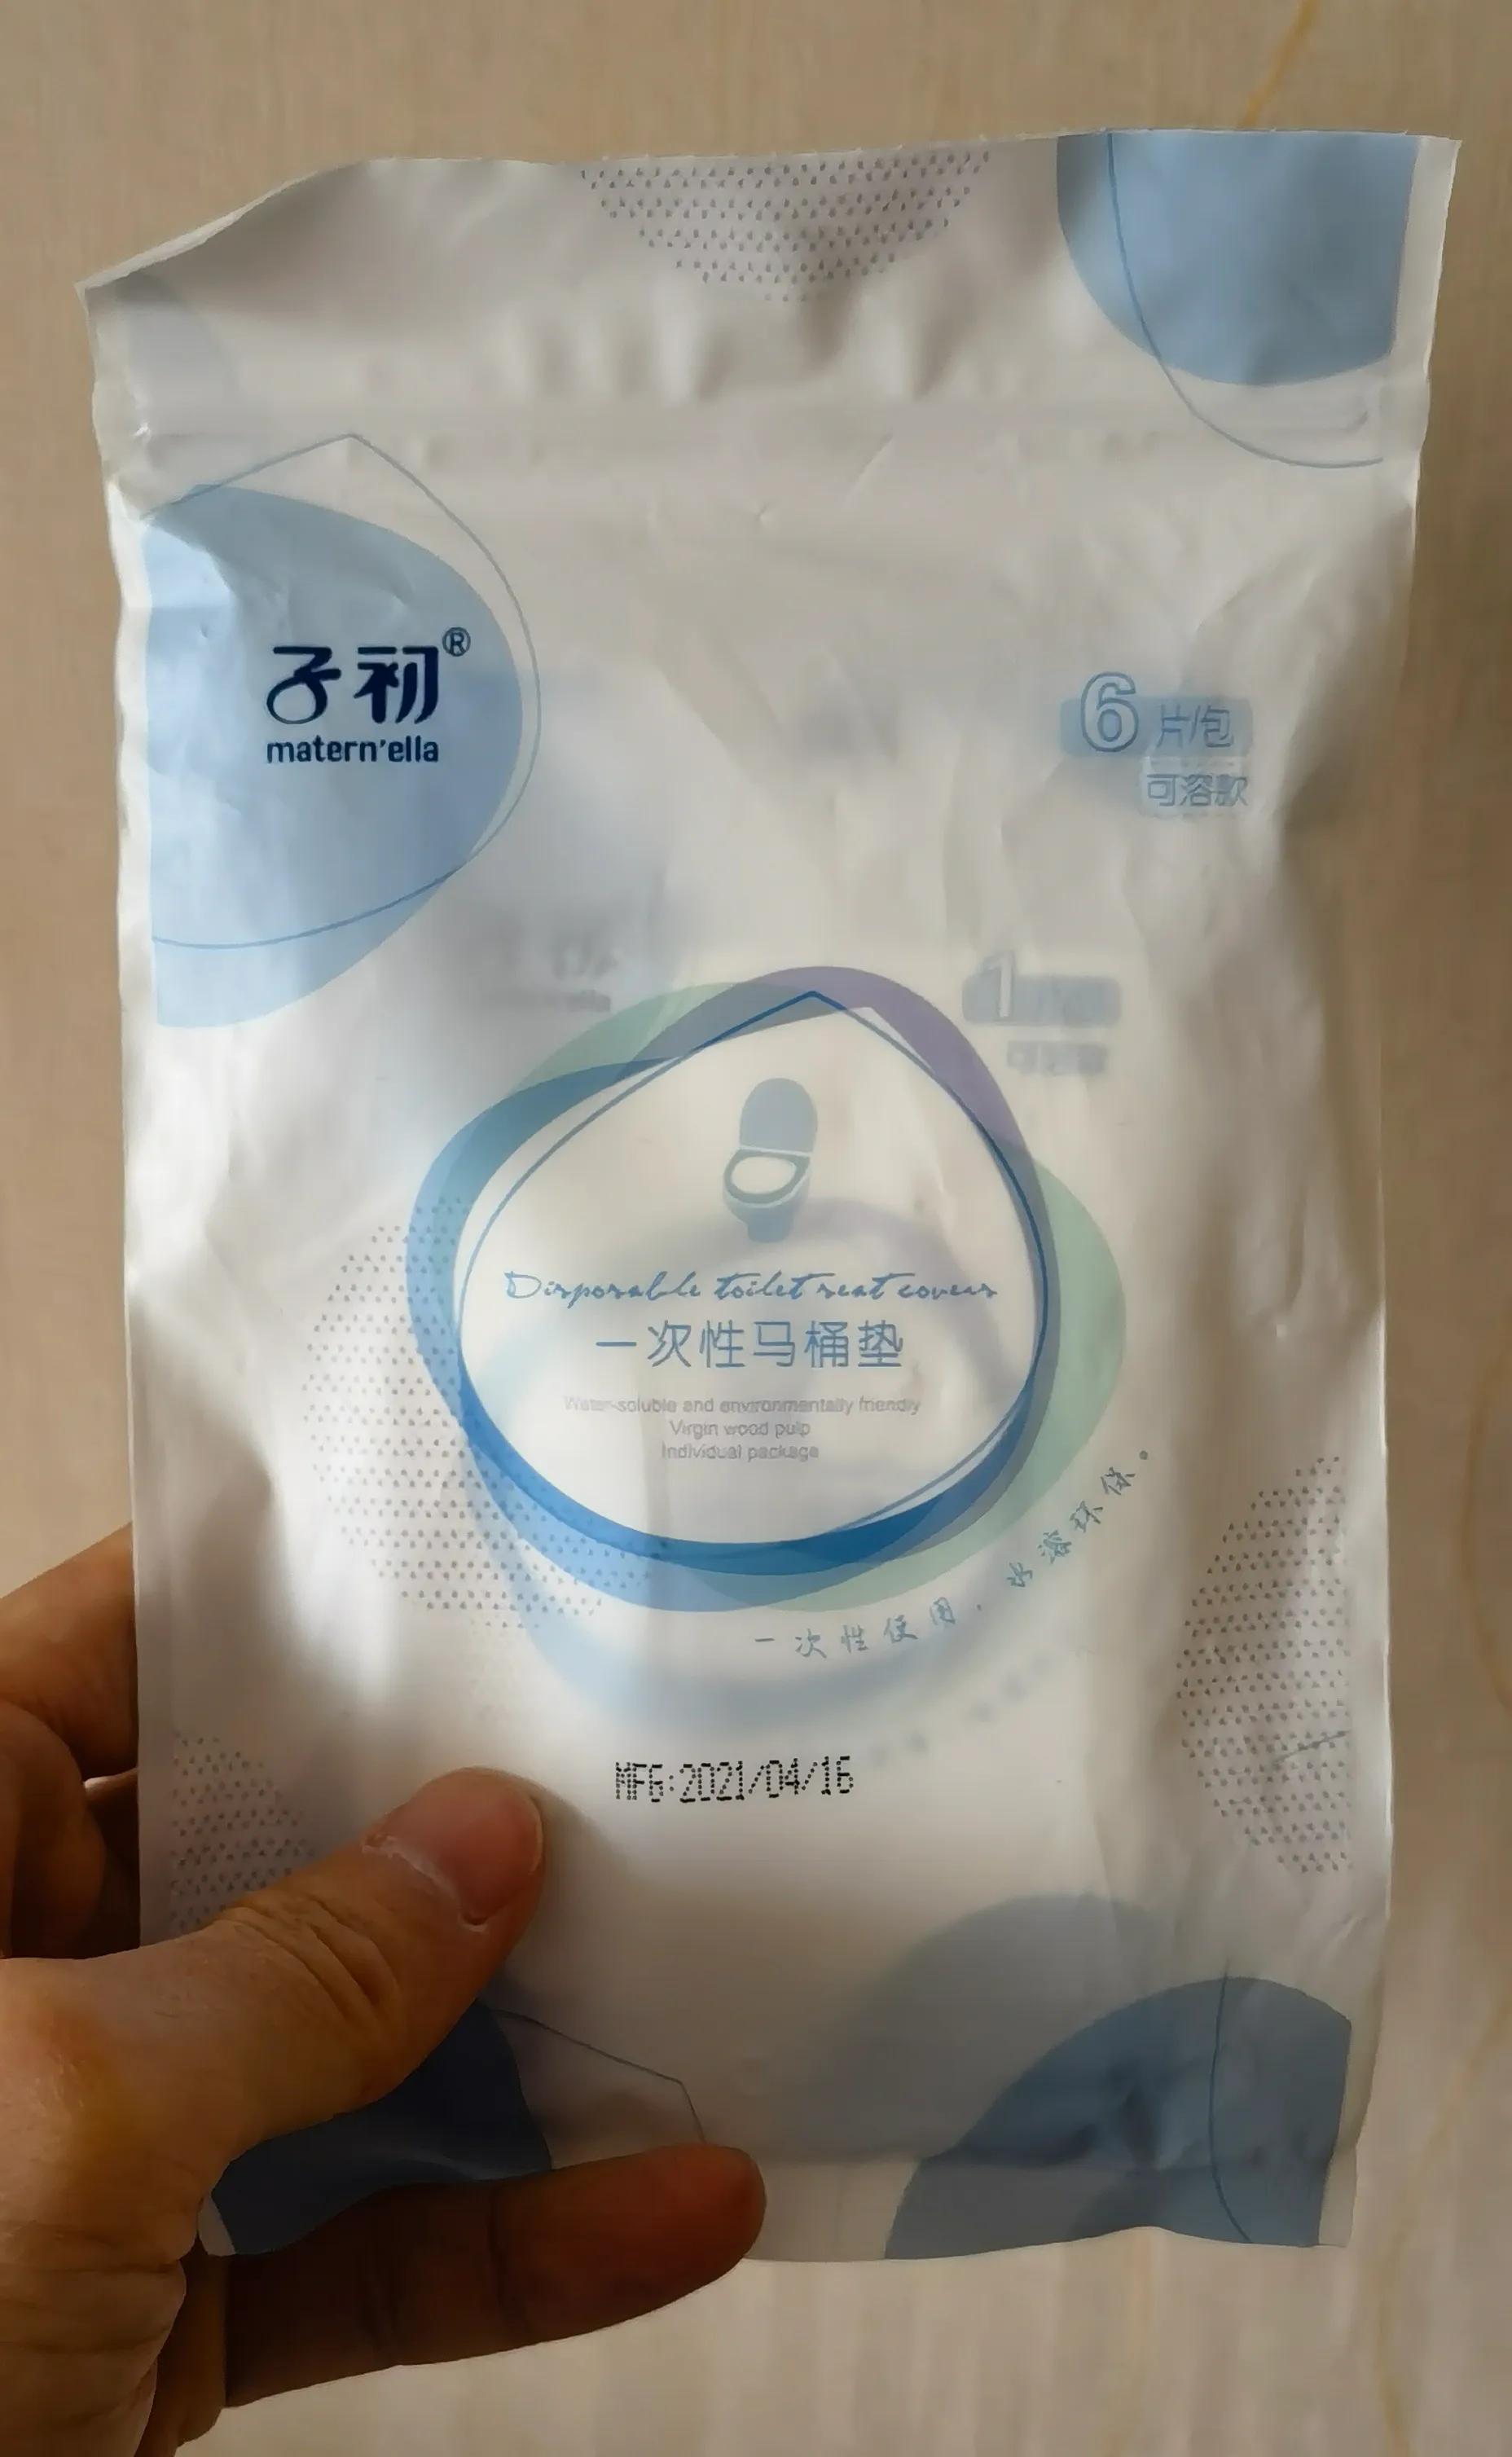 子初®
matern'ella
6片/包
可溶款
1
Disposable toilet seat covers
一次性马桶垫
Water-soluble and environmentally friendly
Virgin wood pulp
Individual package
一次性使用，水溶环保。
MFG:2021/04/16